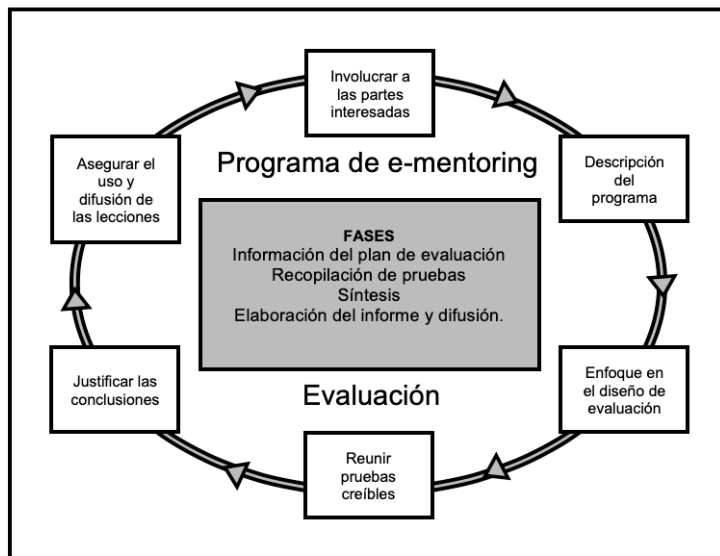 Involucrar a
las partes
interesadas
Programa de e-mentoring
Asegurar el
uso y
difusión de
las lecciones
Descripción
del
programa
FASES
Información del plan de evaluación
Recopilación de pruebas
Síntesis
Elaboración del informe y difusión.
Justificar las
conclusiones
Evaluación
Enfoque en
el diseño de
evaluación
Reunir
pruebas
creíbles